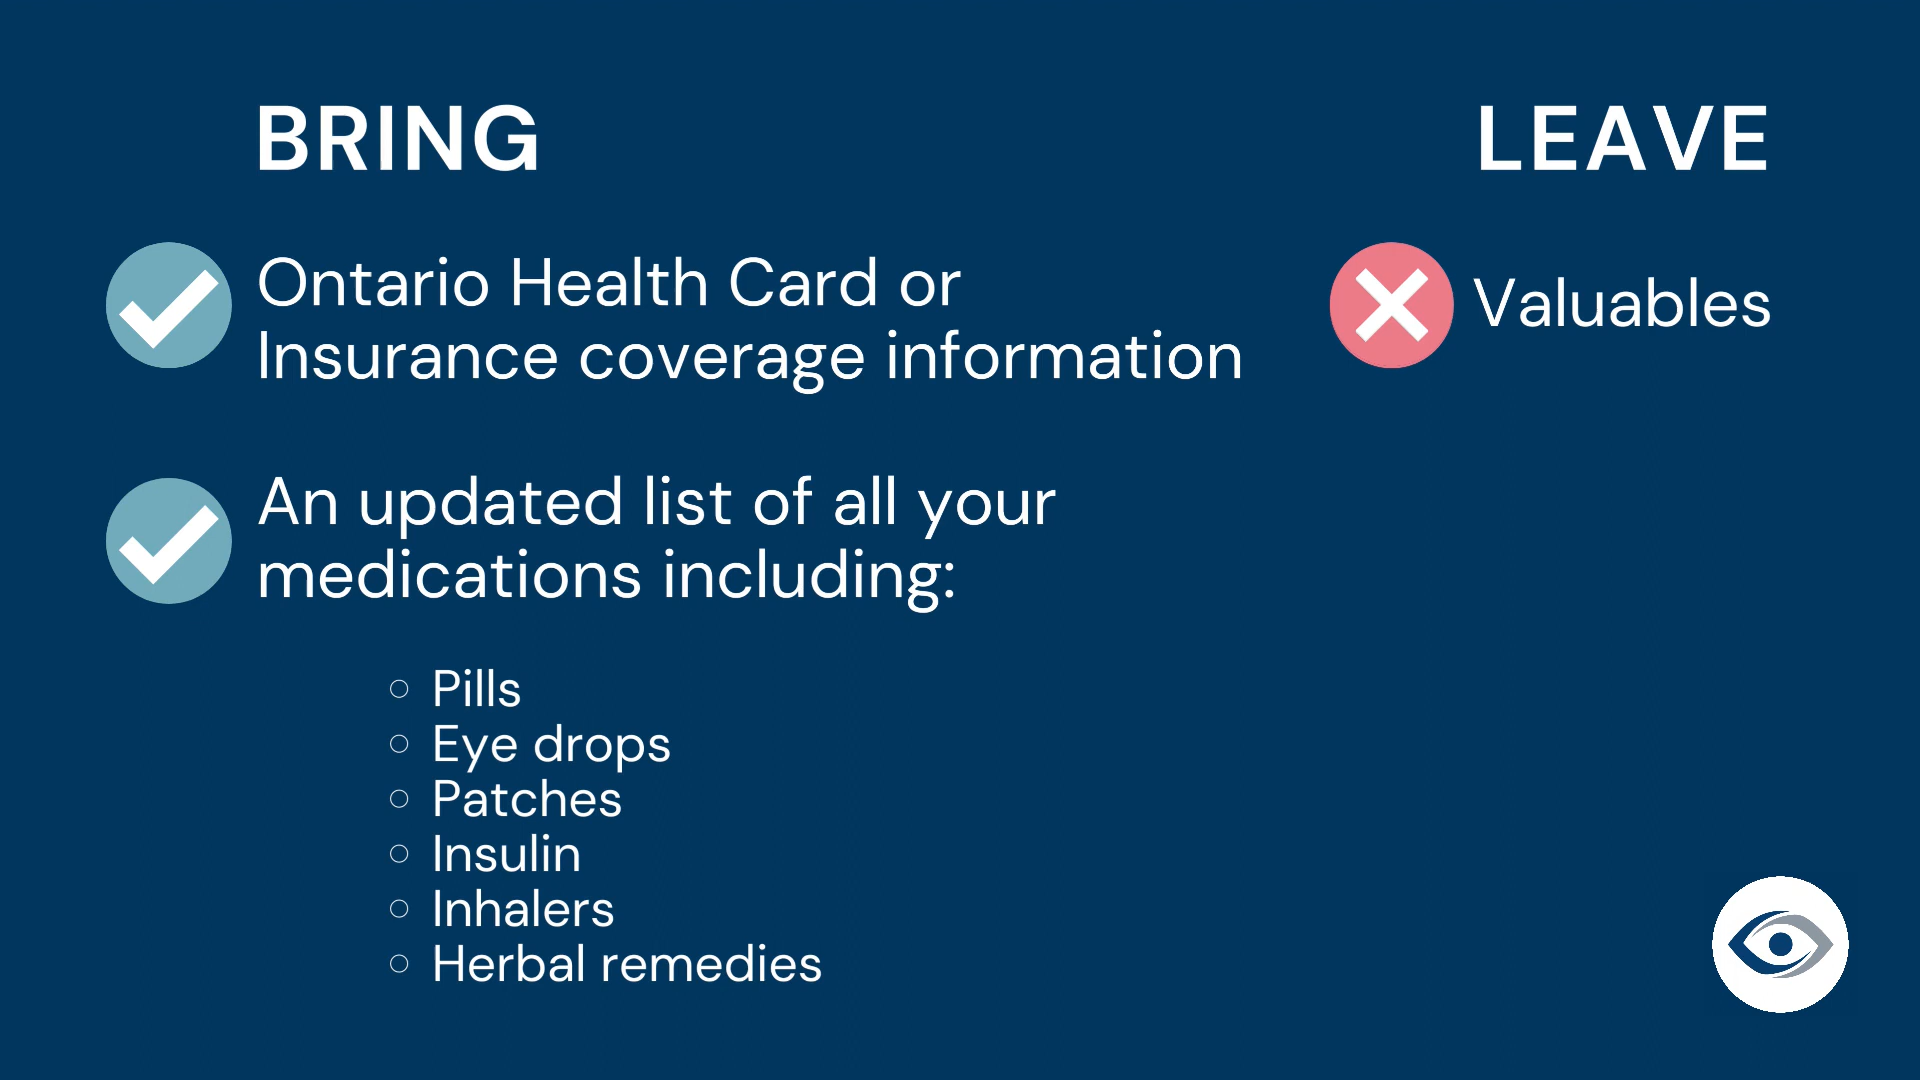 BRING
Ontario Health Card or
Insurance coverage information
An updated list of all your
medications including:
Pills
Eye drops
Patches
Insulin
Inhalers
Herbal remedies
LEAVE
Valuables